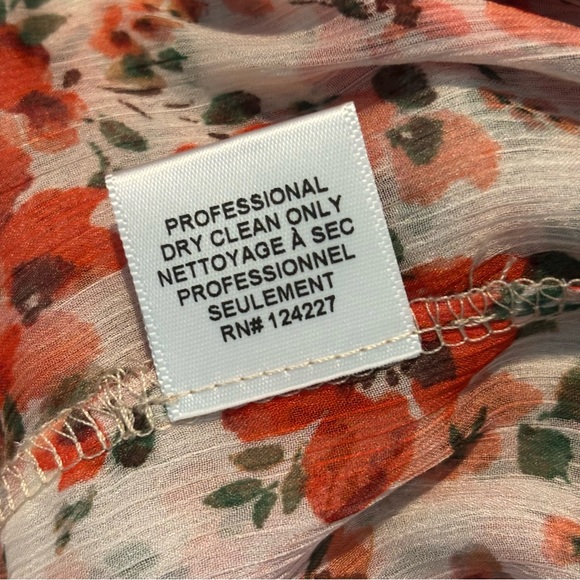 PROFESSIONAL
DRY CLEAN ONLY
NETTOYAGE À SEC
PROFESSIONNEL
SEULEMENT
RN# 124227